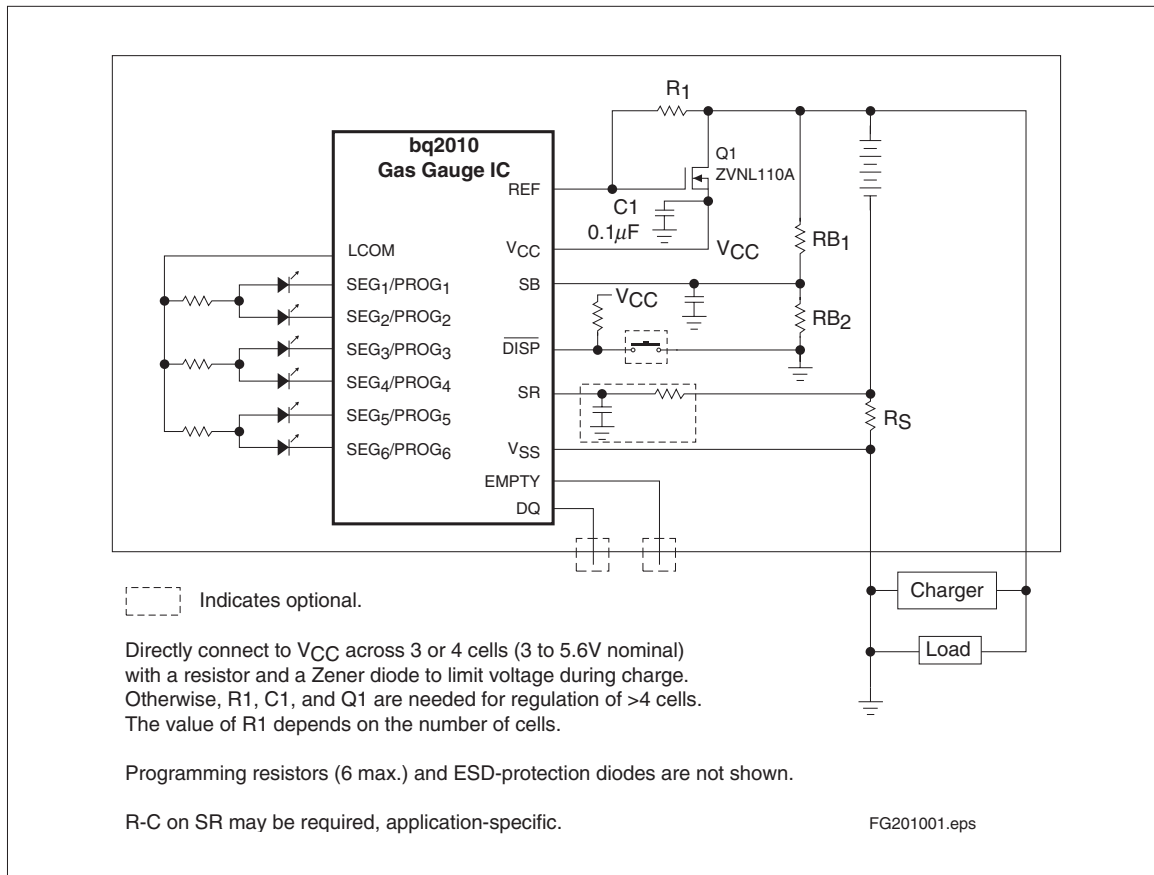 R1
bq2010
Gas Gauge IC
Q1
ZVNL110A
REF
C1
0.1μF
VCC
VCC
RB1
LCOM
SEG1/PROG1
SB
VCC
RB2
SEG2/PROG2
SEG3/PROG3
DISP
SEG4/PROG4
SR
SEG5/PROG5
RS
SEG6/PROG6
VSS
EMPTY
DQ
Indicates optional.
Charger
Load
Directly connect to VCC across 3 or 4 cells (3 to 5.6V nominal)
with a resistor and a Zener diode to limit voltage during charge.
Otherwise, R1, C1, and Q1 are needed for regulation of >4 cells.
The value of R1 depends on the number of cells.
Programming resistors (6 max.) and ESD-protection diodes are not shown.
R-C on SR may be required, application-specific.
FG201001.eps